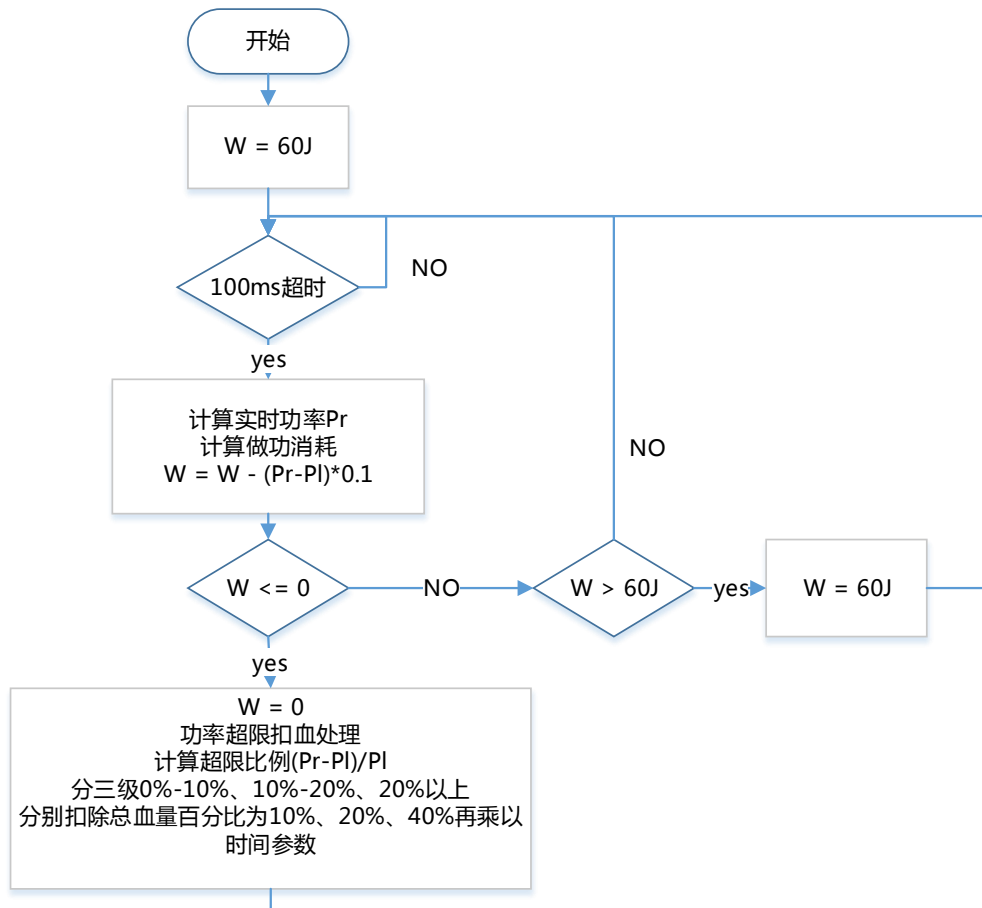 开始
W = 60J
NO
100ms超时
yes
计算实时功率Pr
计算做功消耗
W = W - (Pr-Pl)*0.1
NO
W <= 0
NO
W > 60J
yes
W = 60J
yes
W = 0
功率超限扣血处理
计算超限比例(Pr-Pl)/Pl
分三级0%-10%、10%-20%、20%以上
分别扣除总血量百分比为10%、20%、40%再乘以
时间参数